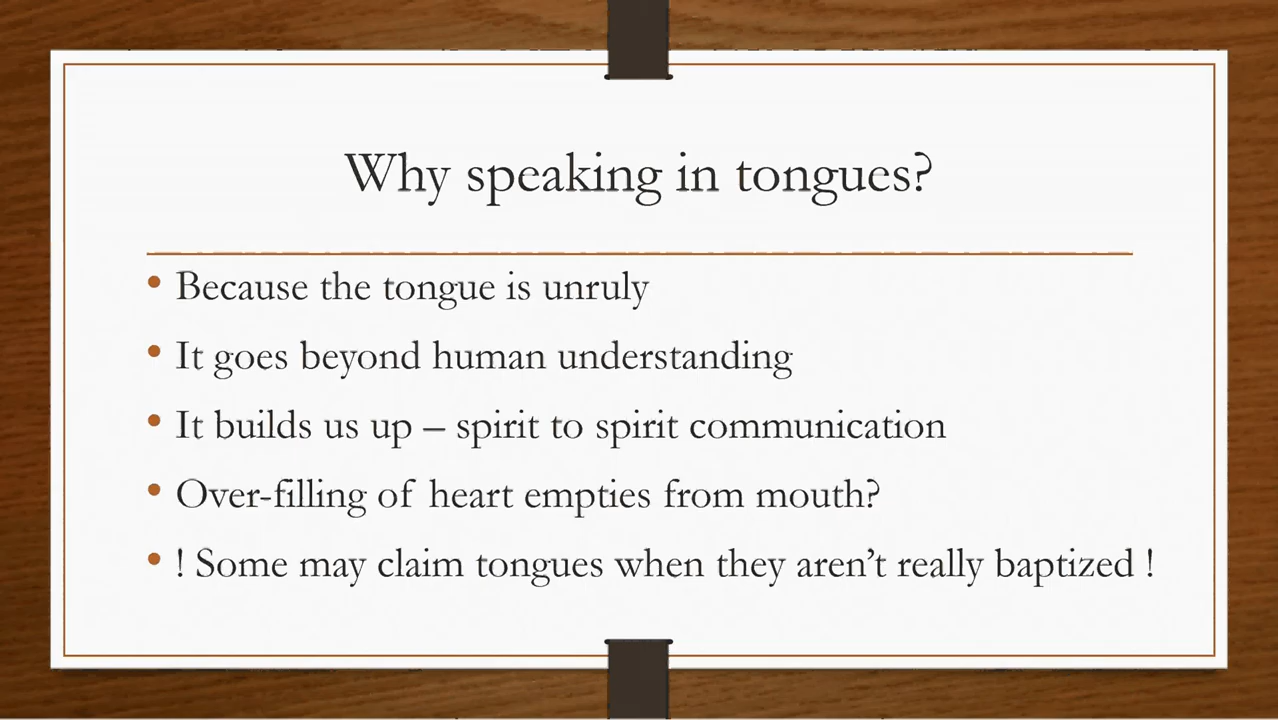 Why speaking in tongues?
• Because the tongue is unruly
• It goes beyond human understanding
• It builds us up – spirit to spirit communication
• Over-filling of heart empties from mouth?
• ! Some may claim tongues when they aren’t really baptized !